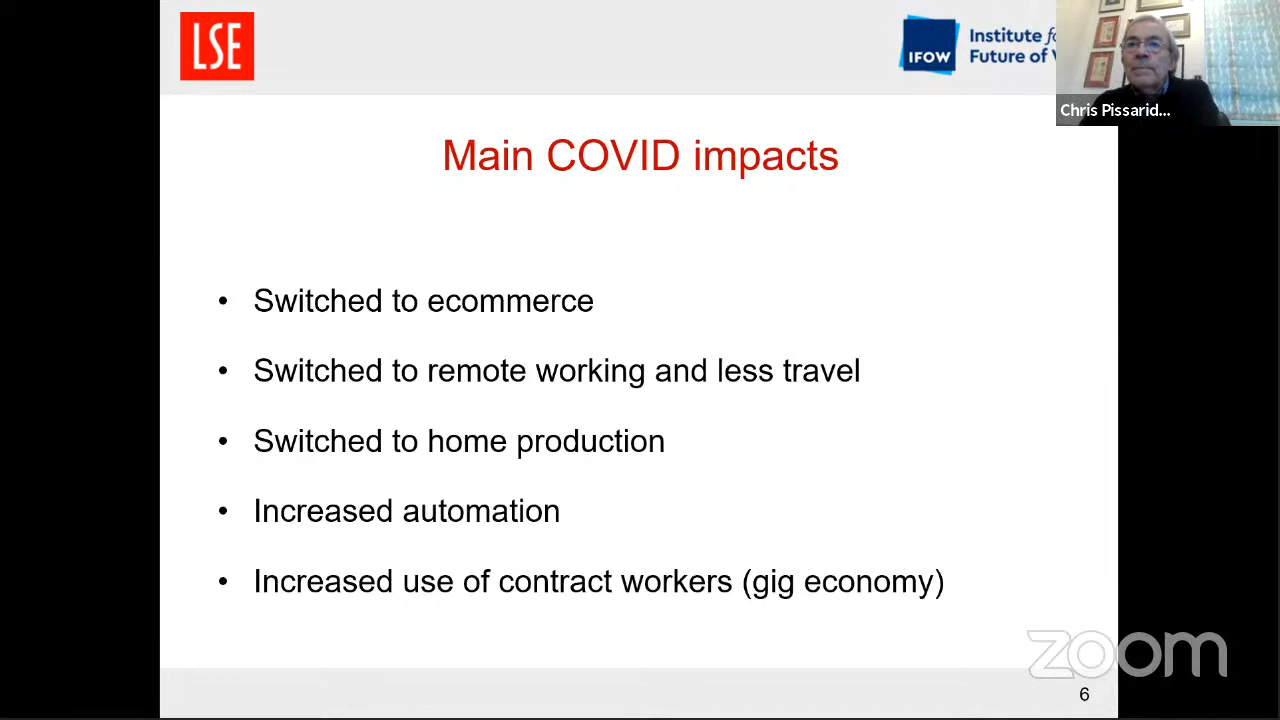 LSE
IFOW
Institute for
Future of
Chris Pissarid...
Main COVID impacts
• Switched to ecommerce
• Switched to remote working and less travel
• Switched to home production
• Increased automation
• Increased use of contract workers (gig economy)
zoom
6